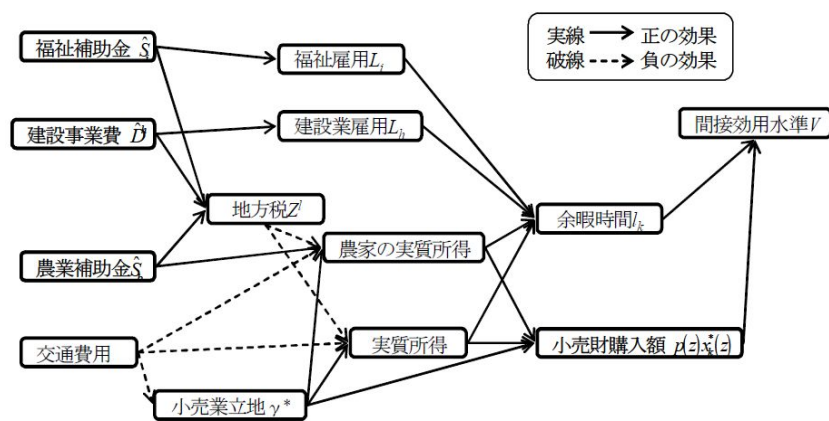 実線 正の効果
破線 負の効果
福祉補助金 Ŝ
福祉雇用L_i
建設事業費 D̂
建設業雇用L_h
間接効用水準V
地方税Z^l
余暇時間l_k
農業補助金Ŝ
農家の実質所得
交通費用
実質所得
小売財購入額 p(z)x_k^*(z)
小売業立地 γ*